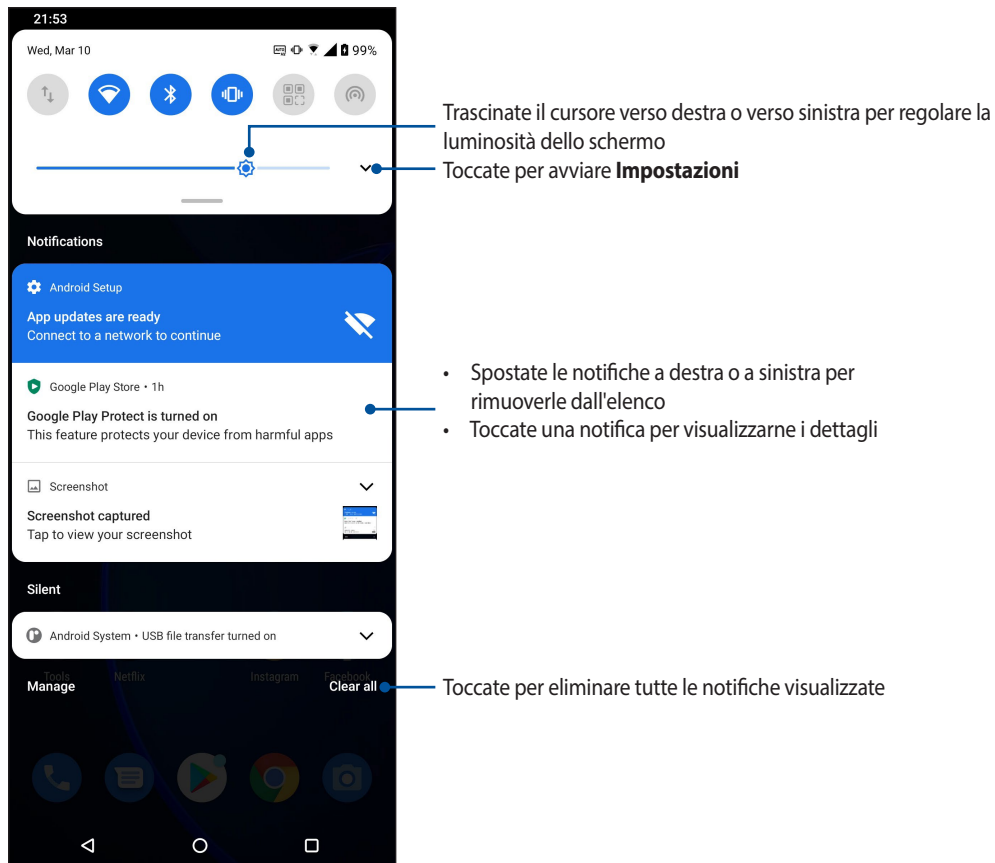 21:53
Wed, Mar 10
99%
Trascinate il cursore verso destra o verso sinistra per regolare la
luminosità dello schermo
Toccate per avviare Impostazioni
Notifications
Android Setup
App updates are ready
Connect to a network to continue
Google Play Store • 1h
Google Play Protect is turned on
This feature protects your device from harmful apps
• Spostate le notifiche a destra o a sinistra per
rimuoverle dall'elenco
• Toccate una notifica per visualizzarne i dettagli
Screenshot
Screenshot captured
Tap to view your screenshot
Silent
Android System • USB file transfer turned on
Tools Netflix Instagram Facebook
Manage Clear all
Toccate per eliminare tutte le notifiche visualizzate